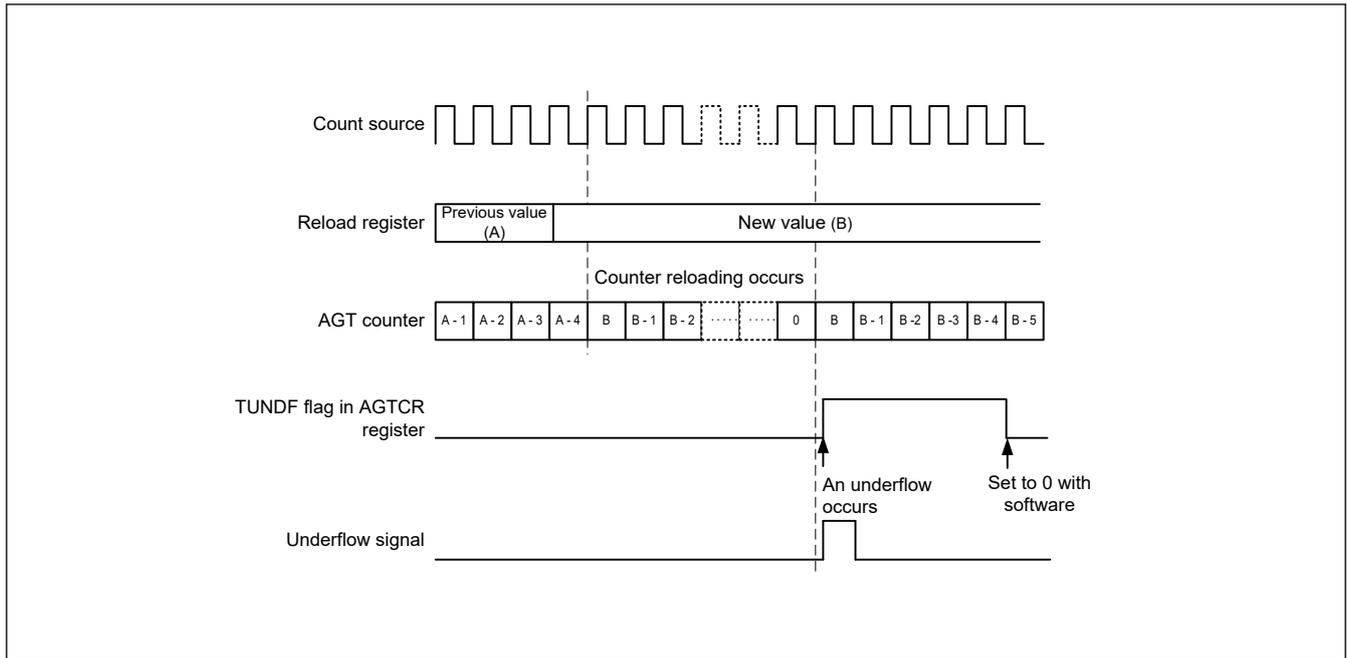 Count source
Reload register
Previous value
(A)
New value (B)
Counter reloading occurs
AGT counter
A - 1 A - 2 A - 3 A - 4 B B - 1 B - 2 ····· ····· 0 B B - 1 B -2 B -3 B - 4 B - 5
TUNDF flag in AGTCR
register
An underflow
occurs
Set to 0 with
software
Underflow signal